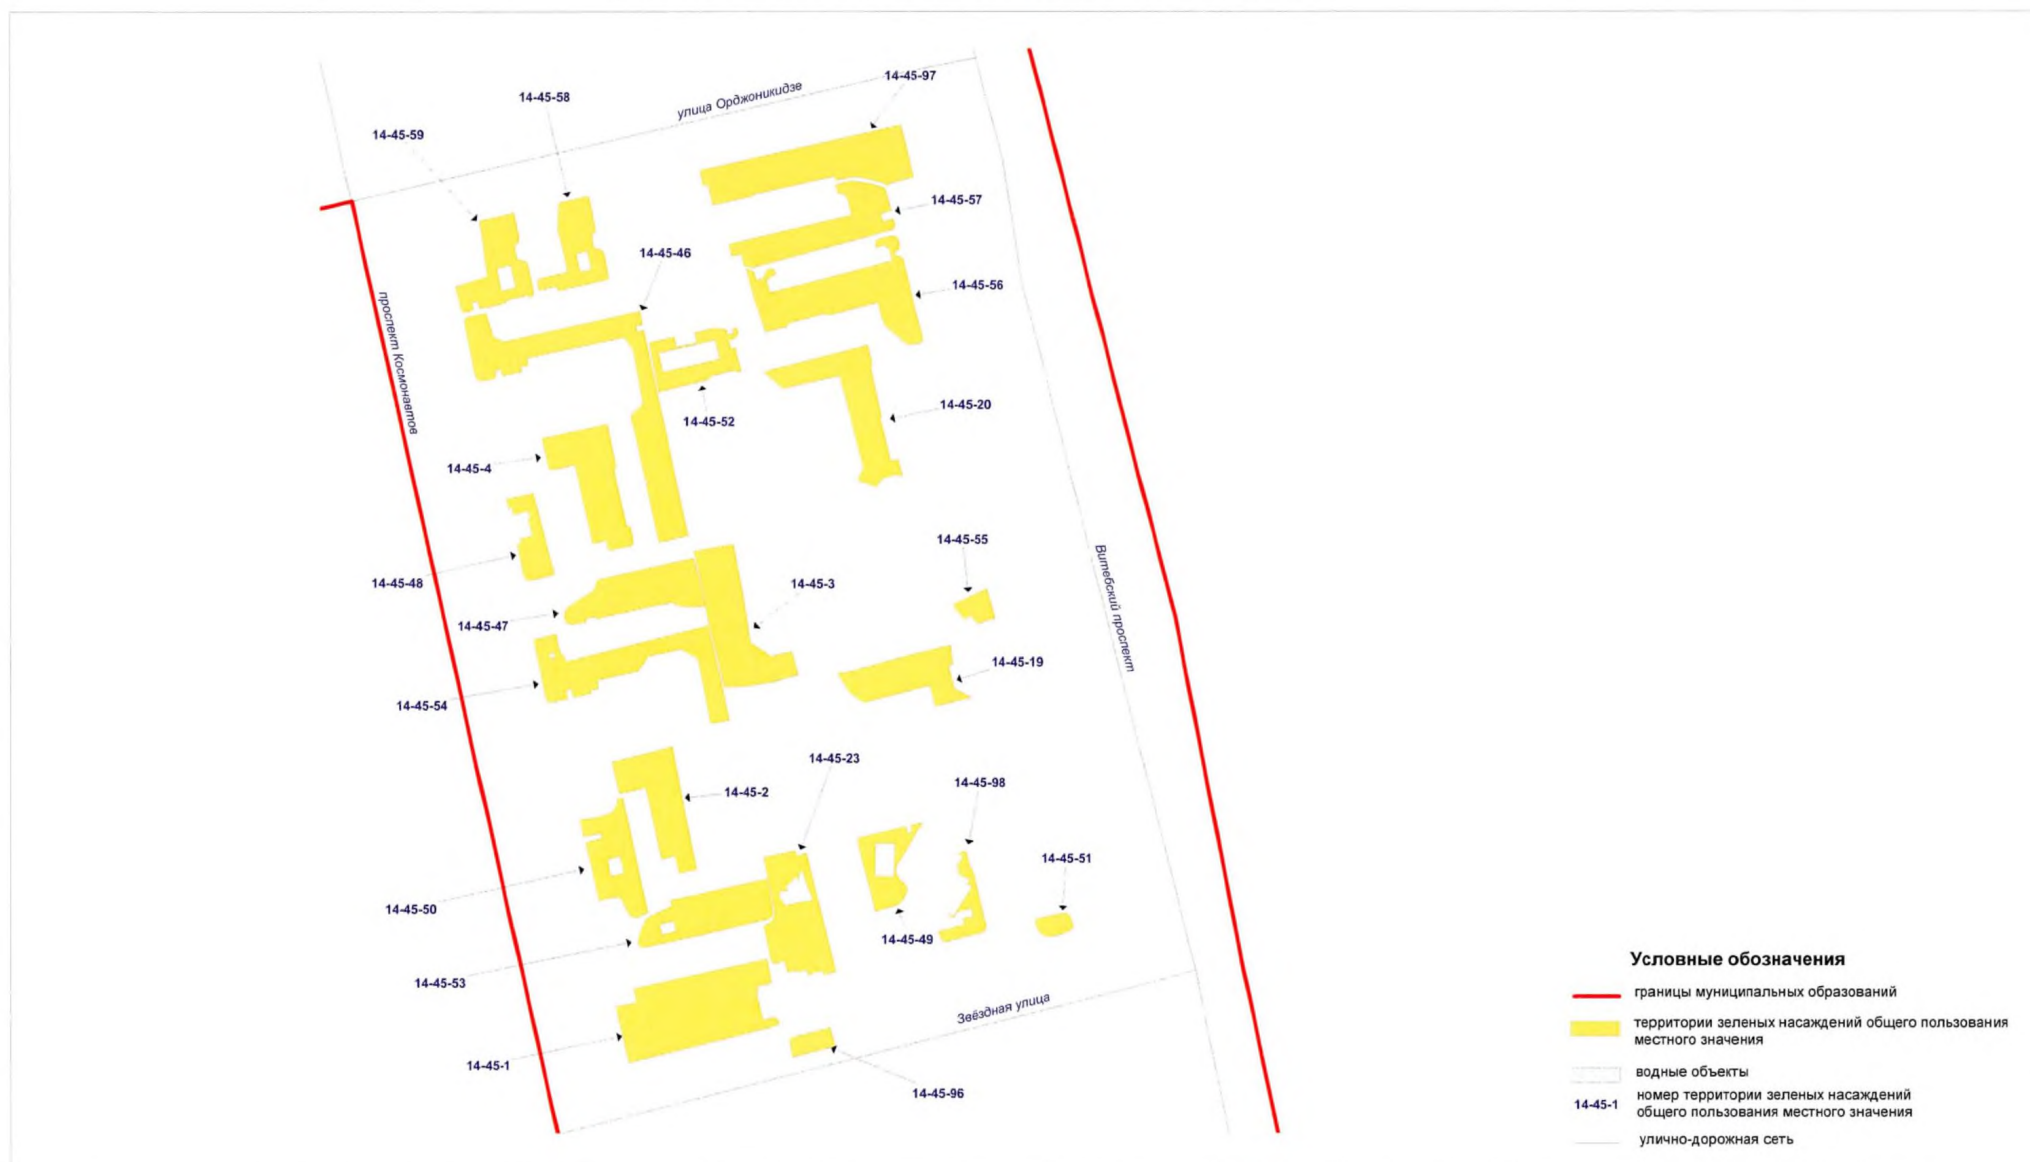 14-45-97
улица Орджоникидзе
14-45-58
14-45-59
14-45-57
14-45-46
14-45-56
проспект Космонавтов
14-45-20
14-45-52
14-45-4
14-45-55
Витебский проспект
14-45-48
14-45-3
14-45-47
14-45-19
14-45-54
14-45-23
14-45-98
14-45-2
14-45-51
14-45-50
14-45-49
14-45-53
Звёздная улица
14-45-1
14-45-96
Условные обозначения
границы муниципальных образований
территории зеленых насаждений общего пользования
местного значения
водные объекты
14-45-1
номер территории зеленых насаждений
общего пользования местного значения
улично-дорожная сеть